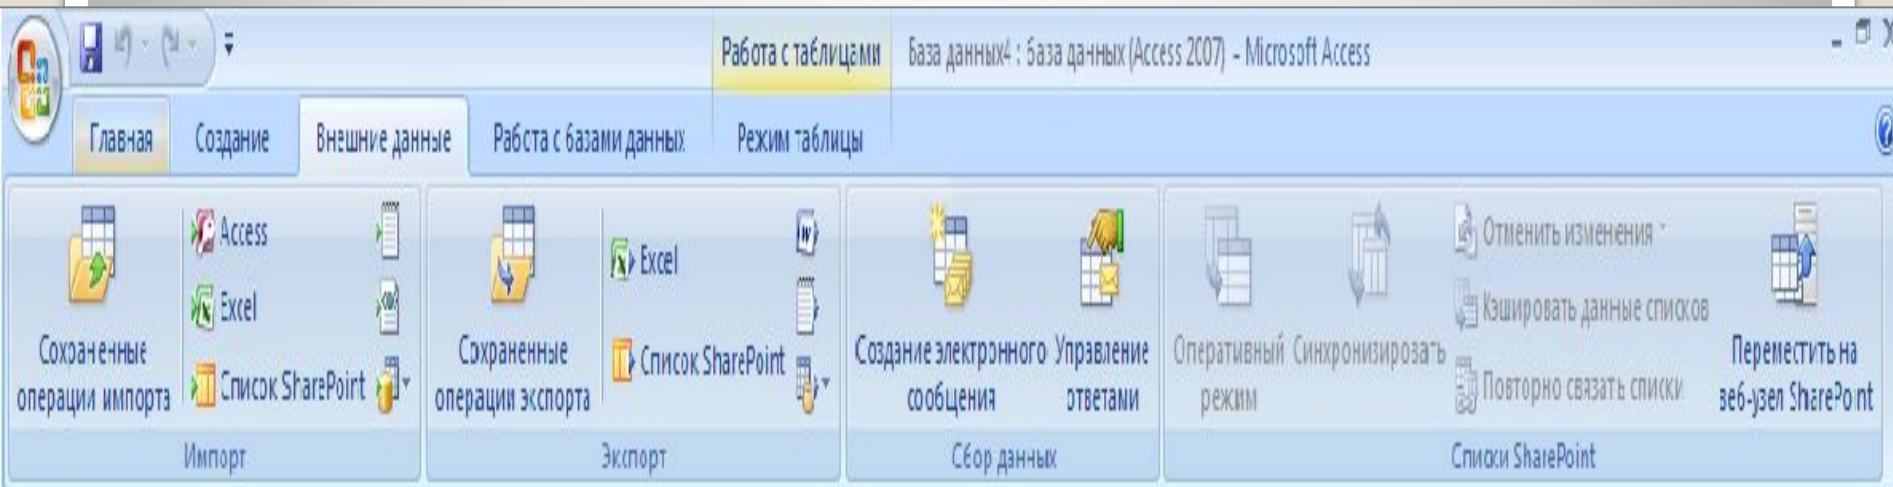 Работа с таблицами
База данных4 : база данных (Access 2007) - Microsoft Access
Главная
Создание
Внешние данные
Работа с базами данных
Режим таблицы
Сохраненные
операции импорта
Access
Excel
Список SharePoint
Импорт
Сохраненные
операции экспорта
Excel
Список SharePoint
Экспорт
Создание электронного
сообщения
Управление
ответами
Сбор данных
Оперативный
режим
Синхронизировать
Отменить изменения
Кэшировать данные списков
Повторно связать списки
Переместить на
веб-узел SharePoint
Списки SharePoint